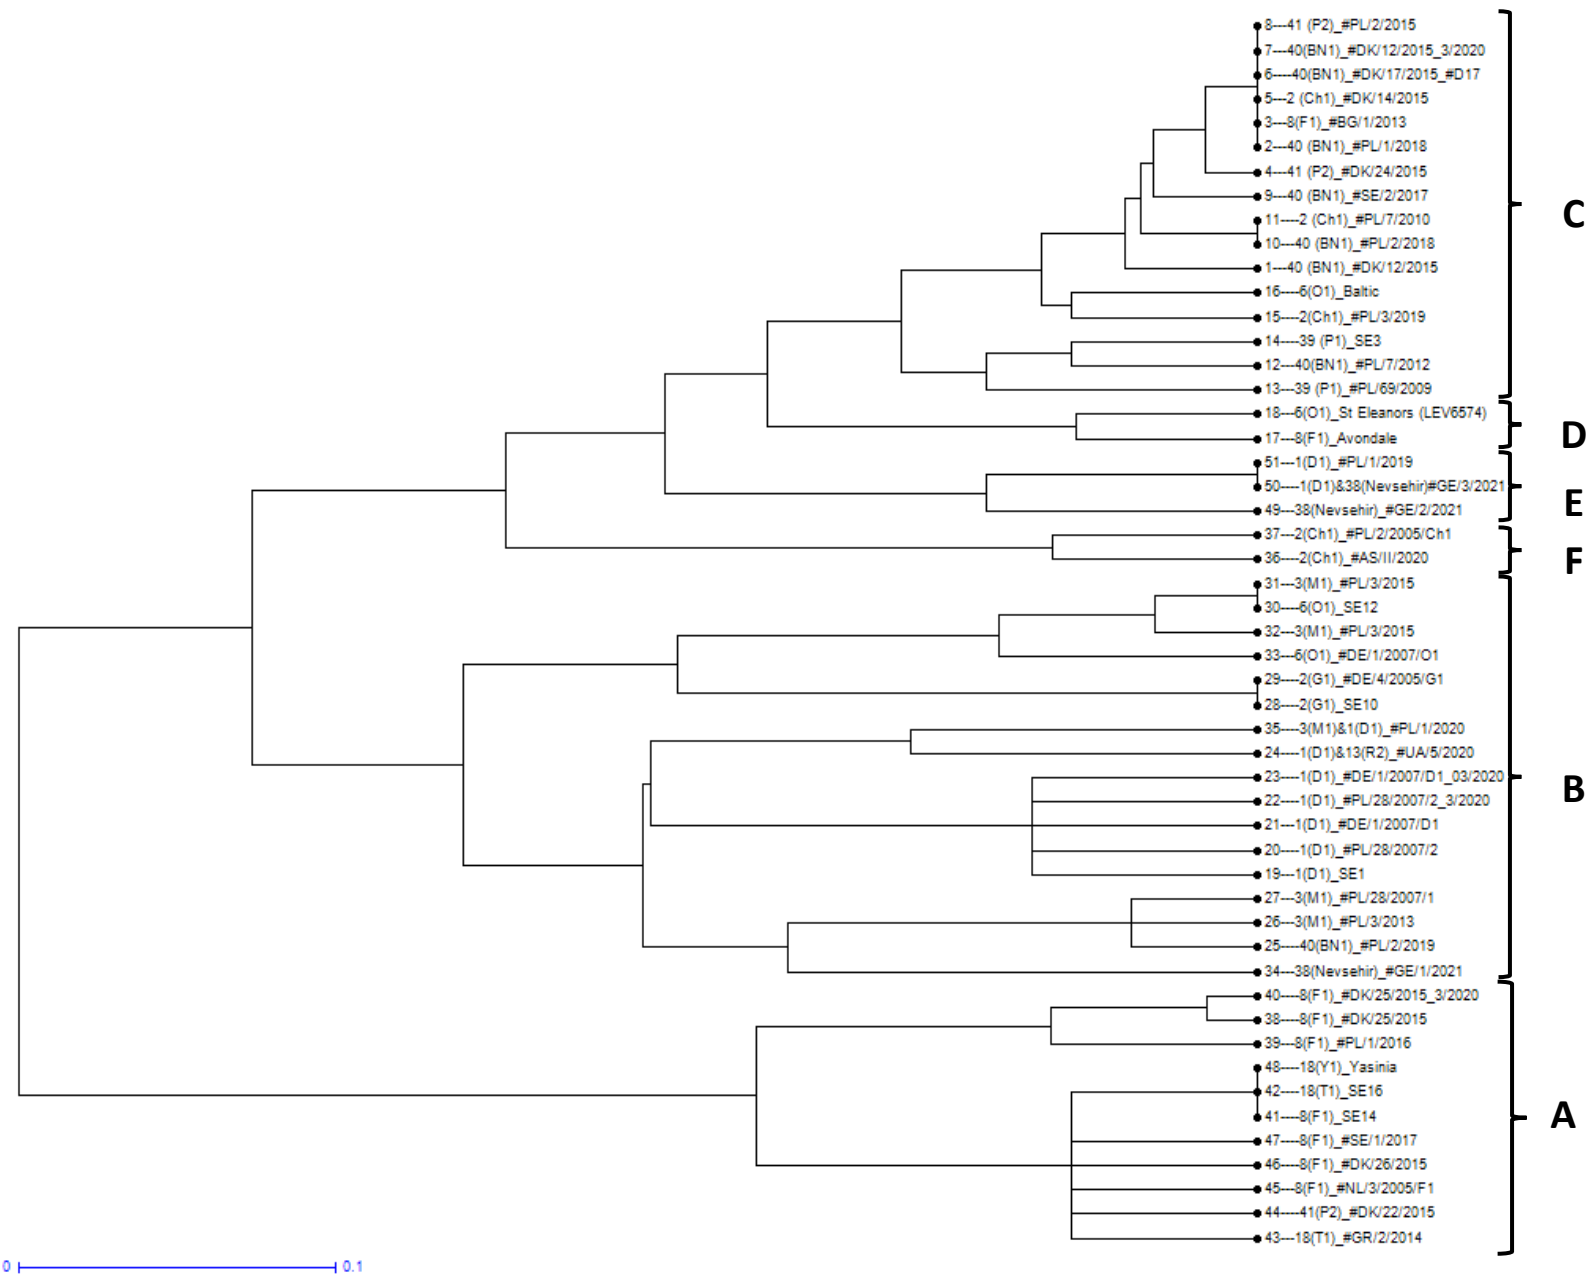 8---41 (P2)_#PL/2/2015
7---40(BN1)_#DK/12/2015_3/2020
6----40(BN1)_#DK/17/2015_#D17
5---2 (Ch1)_#DK/14/2015
3---8(F1)_#BG/1/2013
2---40 (BN1)_#PL/1/2018
4---41 (P2)_#DK/24/2015
9---40 (BN1)_#SE/2/2017
C
11----2 (Ch1)_#PL/7/2010
10---40 (BN1)_#PL/2/2018
1---40 (BN1)_#DK/12/2015
16----6(O1)_Baltic
15----2(Ch1)_#PL/3/2019
14----39 (P1)_SE3
12---40(BN1)_#PL/7/2012
13---39 (P1)_#PL/69/2009
18---6(O1)_St Eleanors (LEV6574)
D
17---8(F1)_Avondale
51---1(D1)_#PL/1/2019
50----1(D1)&38(Nevsehir)#GE/3/2021
E
49---38(Nevsehir)_#GE/2/2021
37---2(Ch1)_#PL/2/2005/Ch1
F
36----2(Ch1)_#AS/II/2020
31---3(M1)_#PL/3/2015
30----6(O1)_SE12
32---3(M1)_#PL/3/2015
33---6(O1)_#DE/1/2007/O1
29----2(G1)_#DE/4/2005/G1
28----2(G1)_SE10
35----3(M1)&1(D1)_#PL/1/2020
24----1(D1)&13(R2)_#UA/5/2020
23----1(D1)_#DE/1/2007/D1_03/2020
B
22----1(D1)_#PL/28/2007/2_3/2020
21---1(D1)_#DE/1/2007/D1
20----1(D1)_#PL/28/2007/2
19---1(D1)_SE1
27---3(M1)_#PL/28/2007/1
26---3(M1)_#PL/3/2013
25----40(BN1)_#PL/2/2019
34---38(Nevsehir)_#GE/1/2021
40----8(F1)_#DK/25/2015_3/2020
38----8(F1)_#DK/25/2015
39---8(F1)_#PL/1/2016
48----18(Y1)_Yasinia
42----18(T1)_SE16
41----8(F1)_SE14
A
47----8(F1)_#SE/1/2017
46----8(F1)_#DK/26/2015
45---8(F1)_#NL/3/2005/F1
44----41(P2)_#DK/22/2015
43---18(T1)_#GR/2/2014
0 0.1